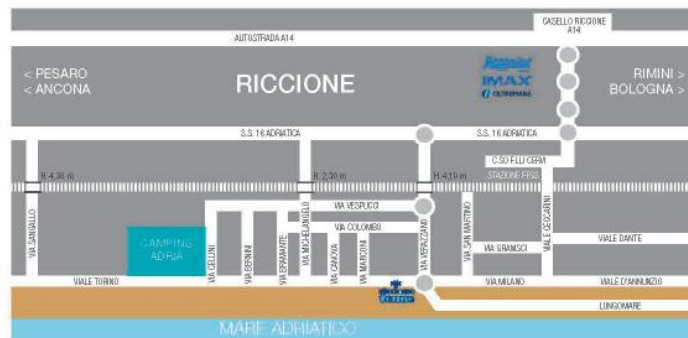 CASELLO RICCIONE
A14
AUTOSTRADA A14
< PESARO
< ANCONA
RICCIONE
IMAX
OLTREMARE
RIMINI >
BOLOGNA >
S.S. 16 ADRIATICA
S.S. 16 ADRIATICA
C.SO F.LLI CERVI
H. 4,30 m
H. 2,30 m
H. 4,10 m
STAZIONE FF.SS
VIA VESPUCCI
VIA COLOMBO
VIA SANGALLO
CAMPING
ADRIA
VIA CELLINI
VIA BERNINI
VIA BRAMANTE
VIA MICHELANGELO
VIA CANOVA
VIA MARCONI
VIA VERAZZANO
VIA SAN MARTINO
VIA GRAMSCI
VIALE CECCARINI
VIALE DANTE
VIALE TORINO
VIA MILANO
VIALE D'ANNUNZIO
LUNGOMARE
MARE ADRIATICO